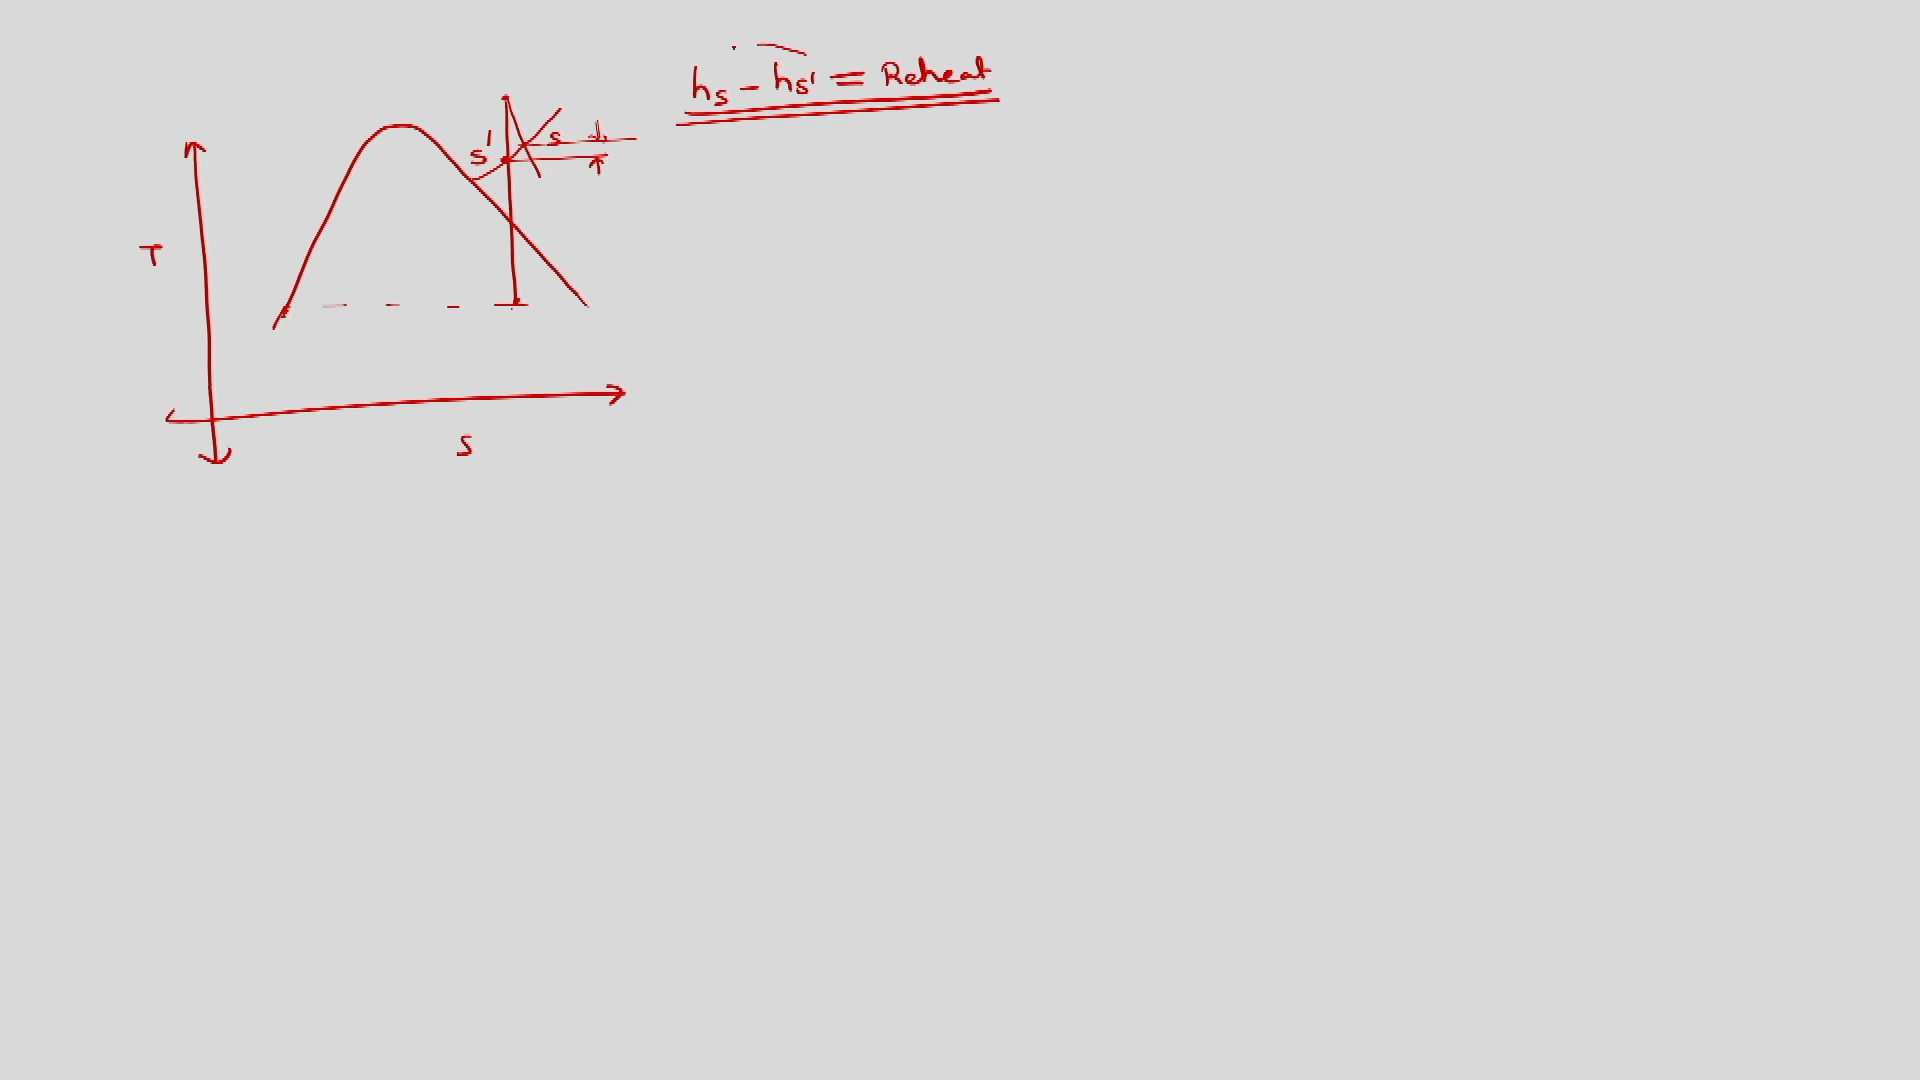 h_s - h_s' = Reheat
s' s
T
S